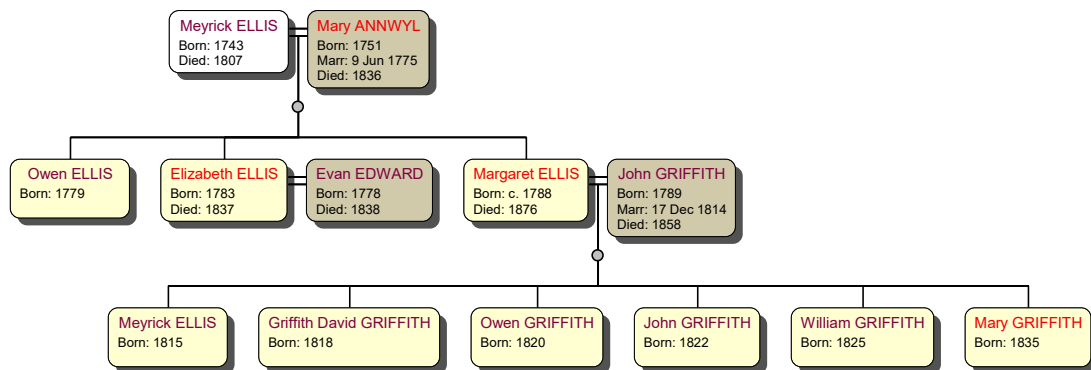 Meyrick ELLIS
Born: 1743
Died: 1807
Mary ANNWYL
Born: 1751
Marr: 9 Jun 1775
Died: 1836
Owen ELLIS
Born: 1779
Elizabeth ELLIS
Born: 1783
Died: 1837
Evan EDWARD
Born: 1778
Died: 1838
Margaret ELLIS
Born: c. 1788
Died: 1876
John GRIFFITH
Born: 1789
Marr: 17 Dec 1814
Died: 1858
Meyrick ELLIS
Born: 1815
Griffith David GRIFFITH
Born: 1818
Owen GRIFFITH
Born: 1820
John GRIFFITH
Born: 1822
William GRIFFITH
Born: 1825
Mary GRIFFITH
Born: 1835